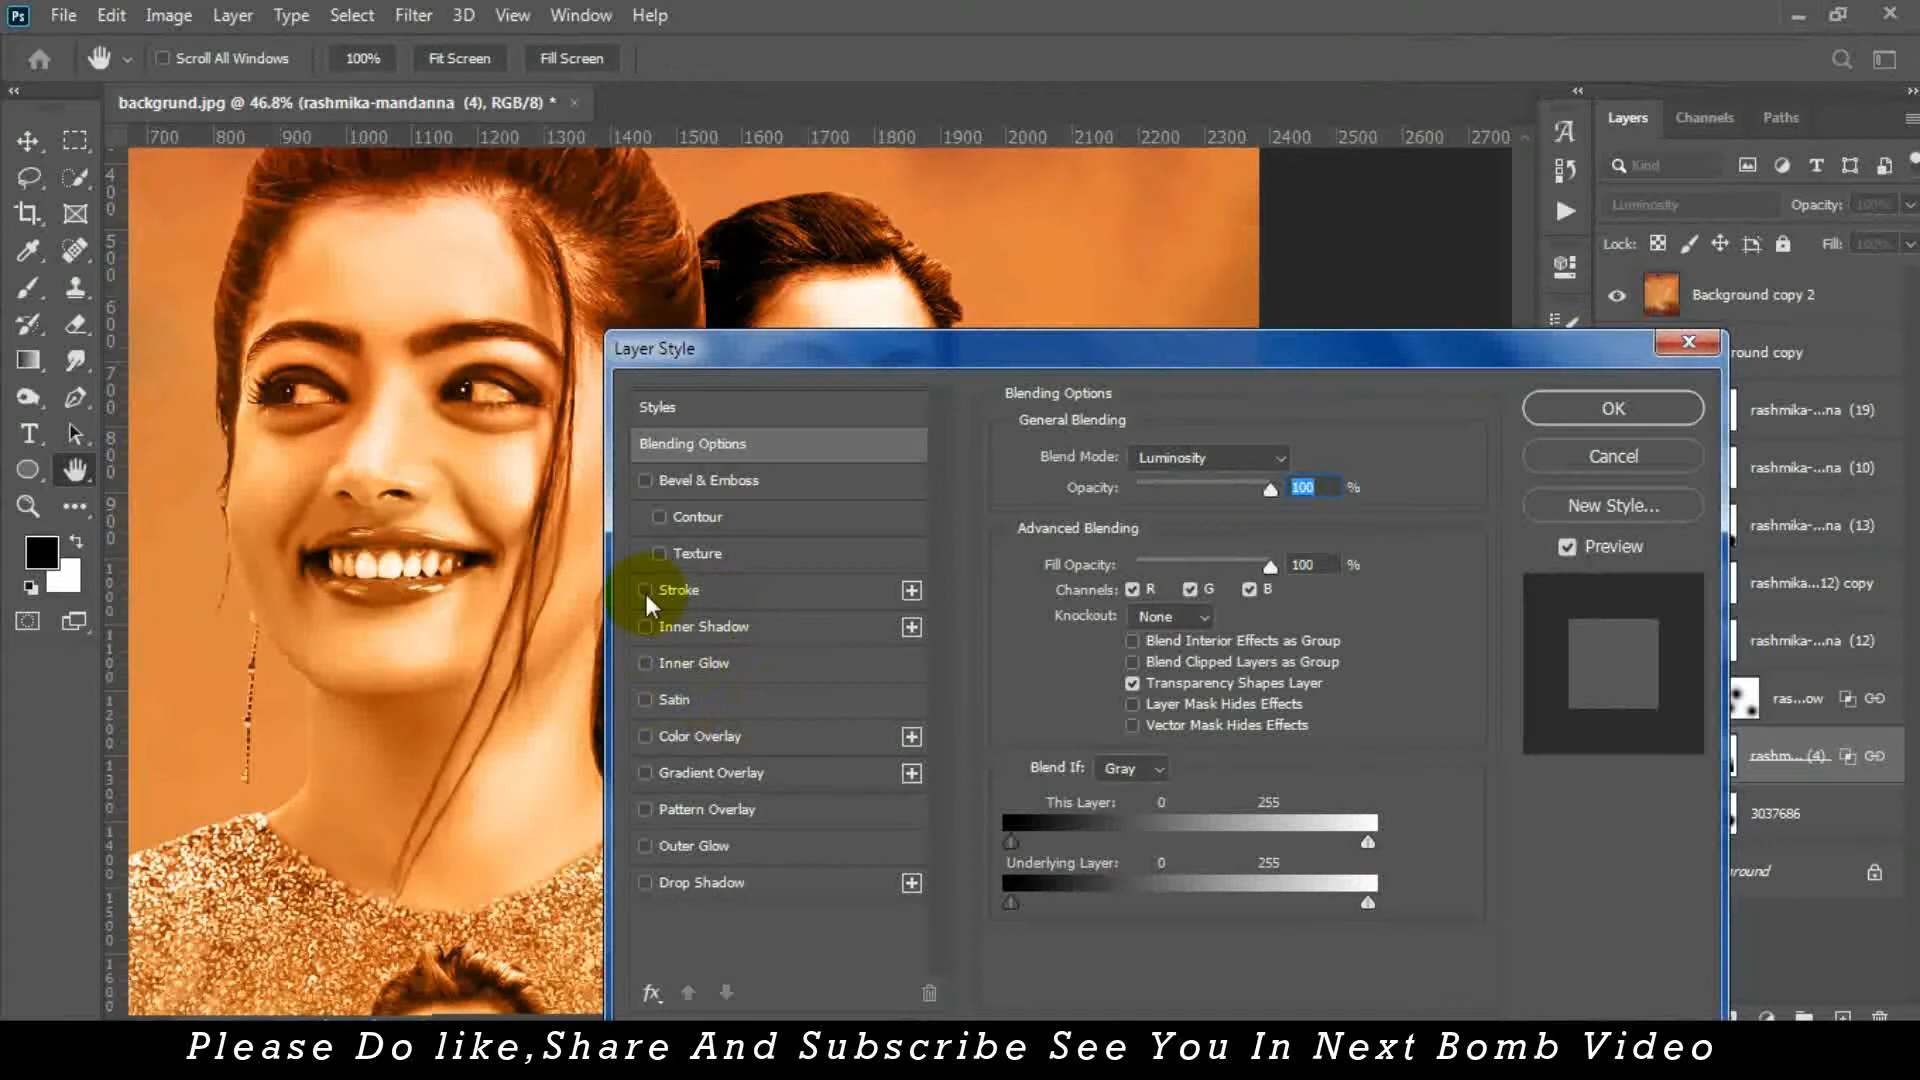 Ps File Edit Image Layer Type Select Filter 3D View Window Help
Scroll All Windows 100% Fit Screen Fill Screen
backgrund.jpg @ 46.8% (rashmika-mandanna (4), RGB/8) * ×
700 800 900 1000 1100 1200 1300 1400 1500 1600 1700 1800 1900 2000 2100 2200 2300 2400 2500 2600 2700
Layers Channels Paths
Kind
Luminosity Opacity: 100%
Lock: Fill: 100%
Background copy 2
round copy
rashmika-...na (19)
rashmika-...na (10)
rashmika-...na (13)
rashmika...12) copy
rashmika-...na (12)
ras...ow
rashm... (4)
3037686
round
Layer Style
Styles
Blending Options
Bevel & Emboss
Contour
Texture
Stroke
Inner Shadow
Inner Glow
Satin
Color Overlay
Gradient Overlay
Pattern Overlay
Outer Glow
Drop Shadow
fx
Blending Options
General Blending
Blend Mode: Luminosity
Opacity: 100 %
Advanced Blending
Fill Opacity: 100 %
Channels: R G B
Knockout: None
Blend Interior Effects as Group
Blend Clipped Layers as Group
Transparency Shapes Layer
Layer Mask Hides Effects
Vector Mask Hides Effects
Blend If: Gray
This Layer: 0 255
Underlying Layer: 0 255
OK
Cancel
New Style...
Preview
Please Do like,Share And Subscribe See You In Next Bomb Video